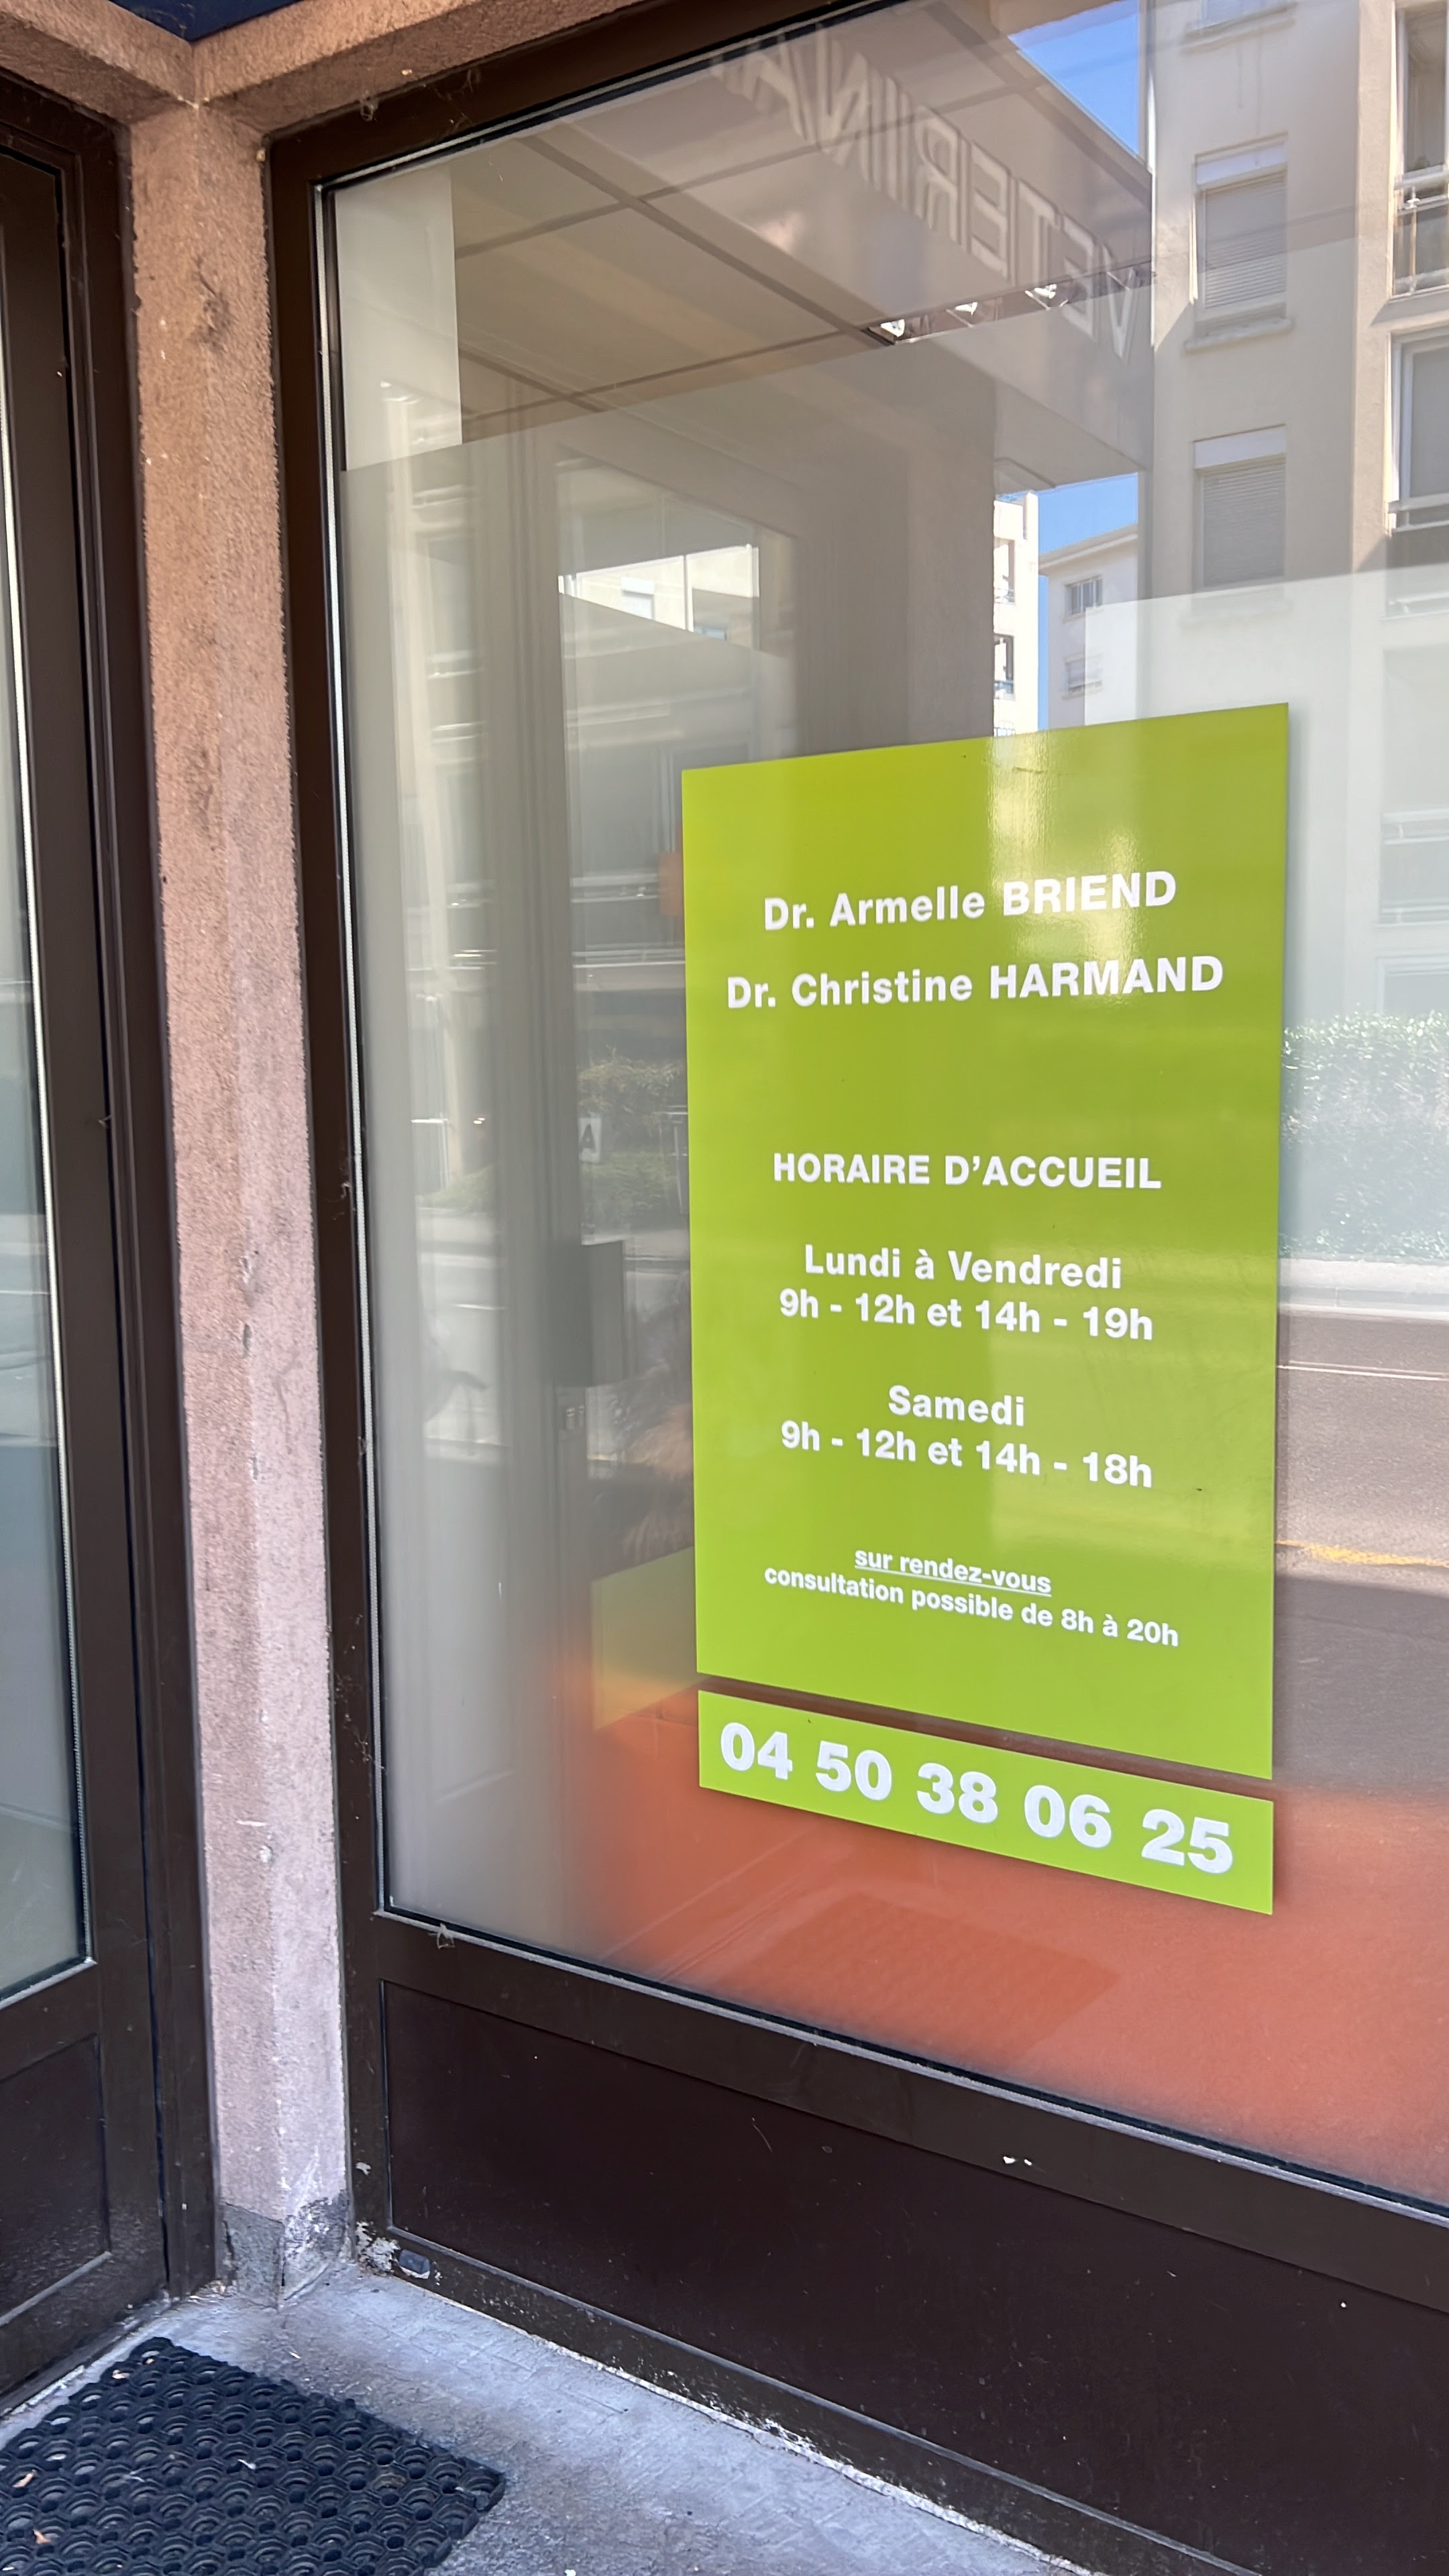 VETERINA
Dr. Armelle BRIEND
Dr. Christine HARMAND
HORAIRE D'ACCUEIL
Lundi à Vendredi
9h - 12h et 14h - 19h
Samedi
9h - 12h et 14h - 18h
sur rendez-vous
consultation possible de 8h à 20h
04 50 38 06 25